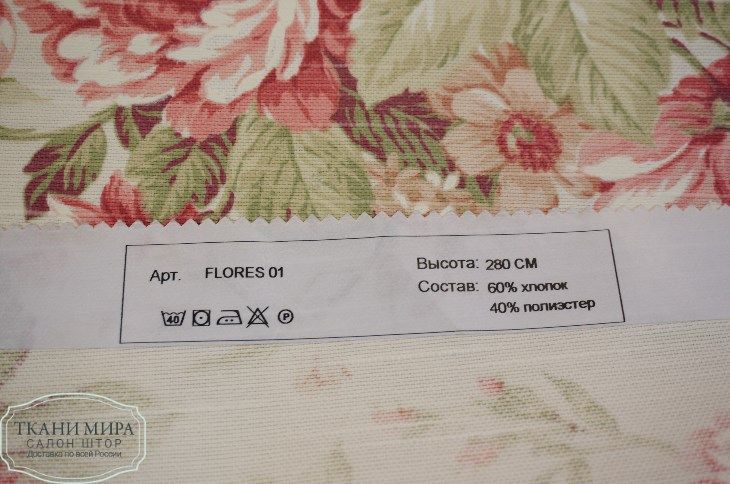 Арт. FLORES 01
Высота: 280 СМ
Состав: 60% хлопок
40% полиэстер
40 P
ТКАНИ МИРА
САЛОН ШТОР
Доставка по всей России